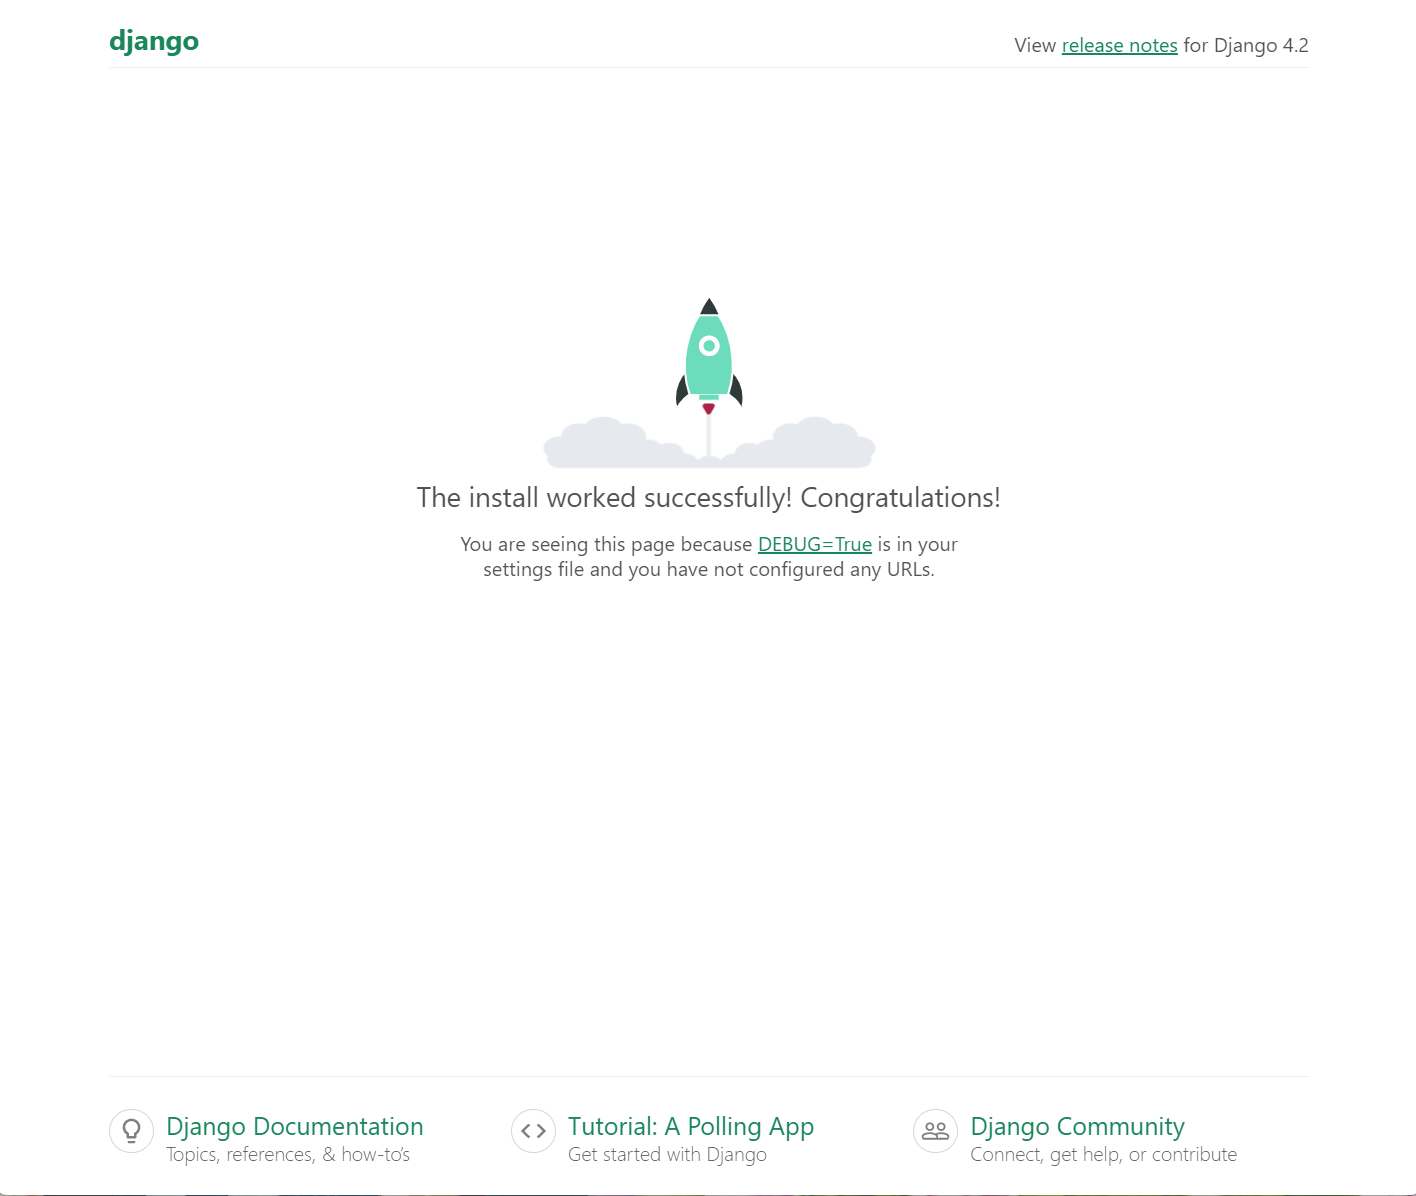 django
View release notes for Django 4.2
The install worked successfully! Congratulations!
You are seeing this page because DEBUG=True is in your
settings file and you have not configured any URLs.
Django Documentation
Topics, references, & how-to’s
Tutorial: A Polling App
Get started with Django
Django Community
Connect, get help, or contribute